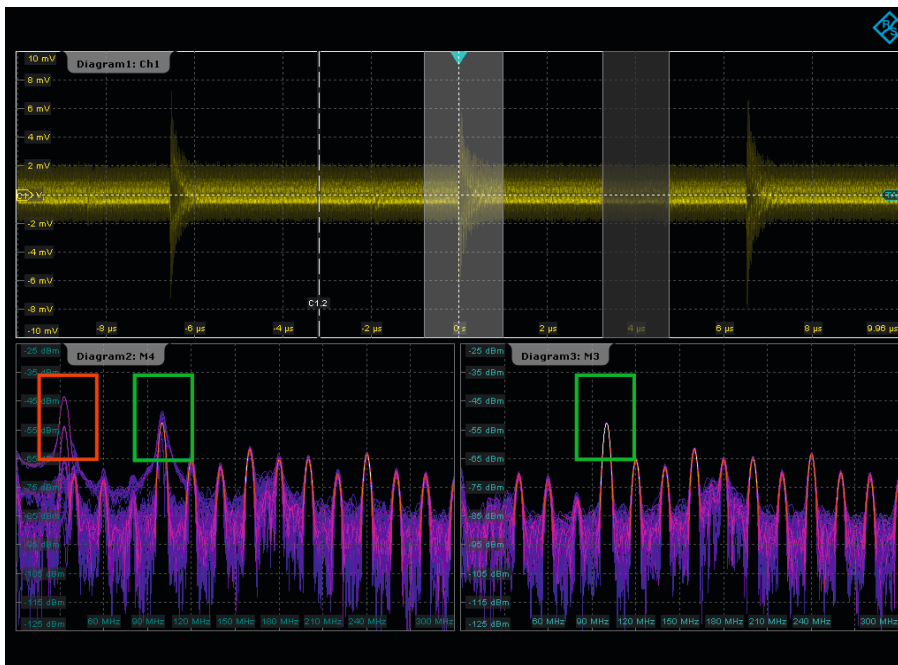 R S
10 mV
Diagram1: Ch1
8 mV
6 mV
4 mV
2 mV
C1 V
-2 mV
-4 mV
-6 mV
C1.2
-8 mV
-10 mV
-8 µs
-6 µs
-4 µs
-2 µs
0 s
2 µs
4 µs
6 µs
8 µs
9.96 µs
-25 dBm
Diagram2: M4
-35 dBm
-45 dBm
-55 dBm
-65 dBm
-75 dBm
-85 dBm
-95 dBm
-105 dBm
-115 dBm
-125 dBm
60 MHz
90 MHz
120 MHz
150 MHz
180 MHz
210 MHz
240 MHz
300 MHz
-25 dBm
Diagram3: M3
-35 dBm
-45 dBm
-55 dBm
-65 dBm
-75 dBm
-85 dBm
-95 dBm
-105 dBm
-115 dBm
-125 dBm
60 MHz
90 MHz
120 MHz
150 MHz
180 MHz
210 MHz
240 MHz
300 MHz